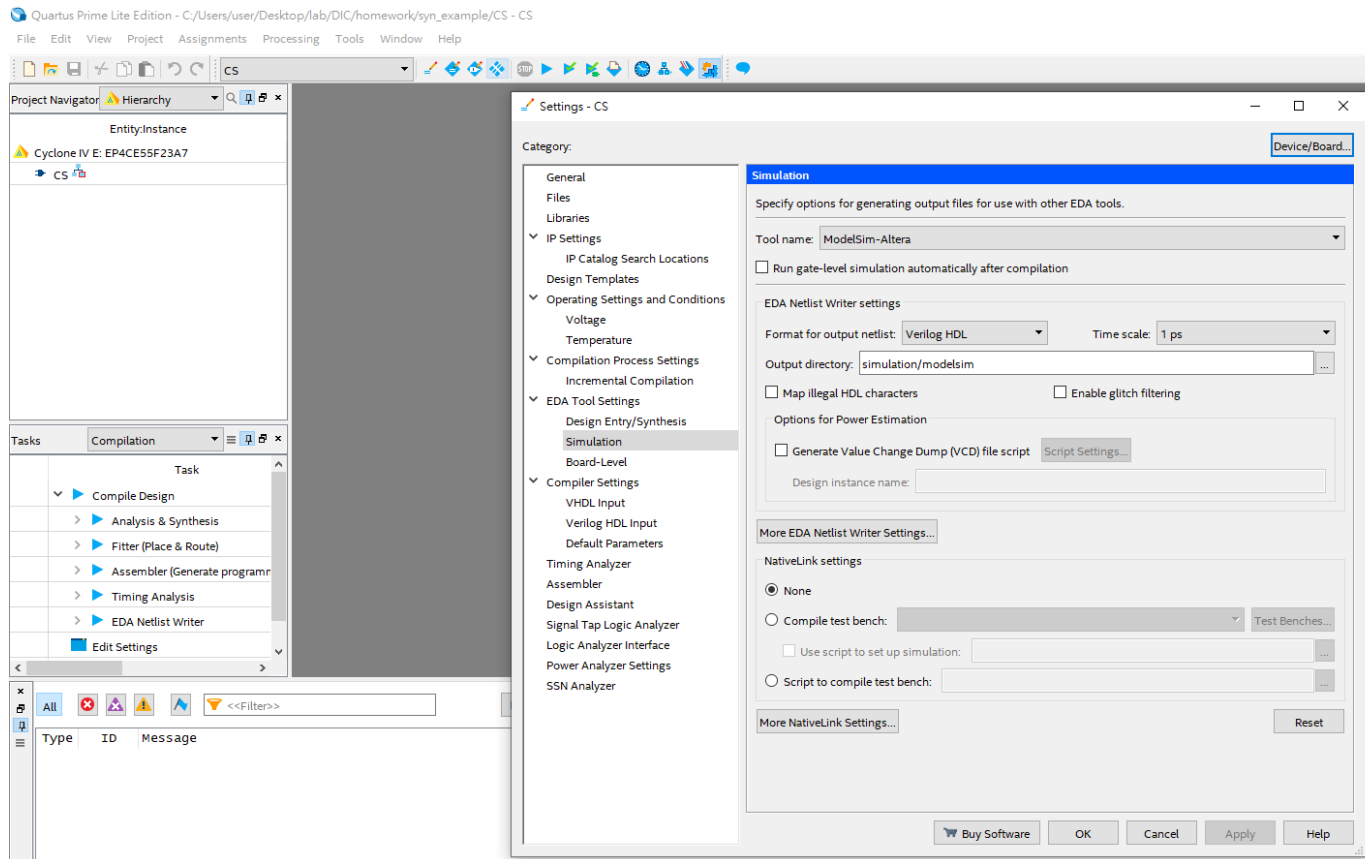 Quartus Prime Lite Edition - C:/Users/user/Desktop/lab/DIC/homework/syn_example/CS - CS
File Edit View Project Assignments Processing Tools Window Help
CS
Project Navigator Hierarchy
Entity:Instance
Cyclone IV E: EP4CE55F23A7
CS
Tasks Compilation
Task
Compile Design
Analysis & Synthesis
Fitter (Place & Route)
Assembler (Generate programm
Timing Analysis
EDA Netlist Writer
Edit Settings
All <<Filter>>
Type ID Message
Settings - CS
Category:
Device/Board...
General
Files
Libraries
IP Settings
IP Catalog Search Locations
Design Templates
Operating Settings and Conditions
Voltage
Temperature
Compilation Process Settings
Incremental Compilation
EDA Tool Settings
Design Entry/Synthesis
Simulation
Board-Level
Compiler Settings
VHDL Input
Verilog HDL Input
Default Parameters
Timing Analyzer
Assembler
Design Assistant
Signal Tap Logic Analyzer
Logic Analyzer Interface
Power Analyzer Settings
SSN Analyzer
Simulation
Specify options for generating output files for use with other EDA tools.
Tool name: ModelSim-Altera
Run gate-level simulation automatically after compilation
EDA Netlist Writer settings
Format for output netlist: Verilog HDL Time scale: 1 ps
Output directory: simulation/modelsim ...
Map illegal HDL characters Enable glitch filtering
Options for Power Estimation
Generate Value Change Dump (VCD) file script Script Settings...
Design instance name:
More EDA Netlist Writer Settings...
NativeLink settings
None
Compile test bench: Test Benches...
Use script to set up simulation: ...
Script to compile test bench: ...
More NativeLink Settings... Reset
Buy Software OK Cancel Apply Help